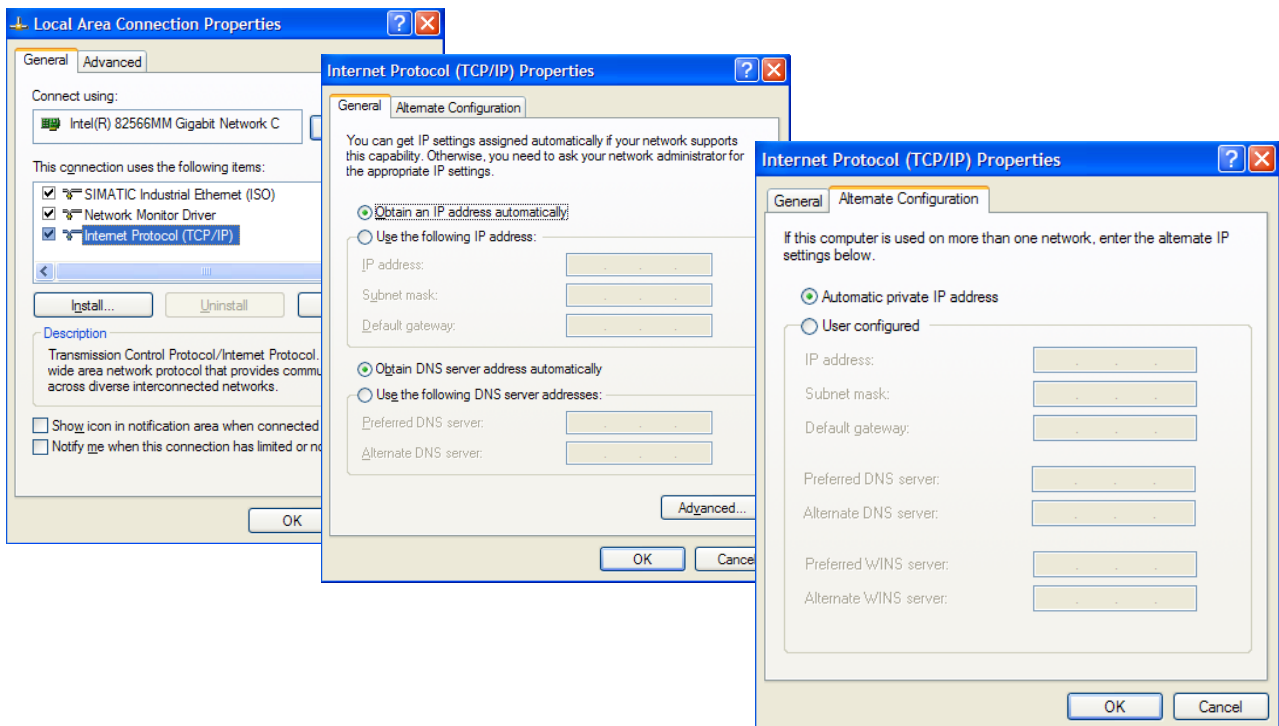 Local Area Connection Properties
General
Advanced
Connect using:
Intel(R) 82566MM Gigabit Network C
This connection uses the following items:
SIMATIC Industrial Ethernet (ISO)
Network Monitor Driver
Internet Protocol (TCP/IP)
Install...
Uninstall
Description
Transmission Control Protocol/Internet Protocol.
wide area network protocol that provides commu
across diverse interconnected networks.
Show icon in notification area when connected
Notify me when this connection has limited or no
OK
Internet Protocol (TCP/IP) Properties
General
Alternate Configuration
You can get IP settings assigned automatically if your network supports
this capability. Otherwise, you need to ask your network administrator for
the appropriate IP settings.
Obtain an IP address automatically
Use the following IP address:
IP address:
Subnet mask:
Default gateway:
Obtain DNS server address automatically
Use the following DNS server addresses:
Preferred DNS server:
Alternate DNS server:
Advanced...
OK
Cancel
Internet Protocol (TCP/IP) Properties
General
Alternate Configuration
If this computer is used on more than one network, enter the alternate IP
settings below.
Automatic private IP address
User configured
IP address:
Subnet mask:
Default gateway:
Preferred DNS server:
Alternate DNS server:
Preferred WINS server:
Alternate WINS server:
OK
Cancel